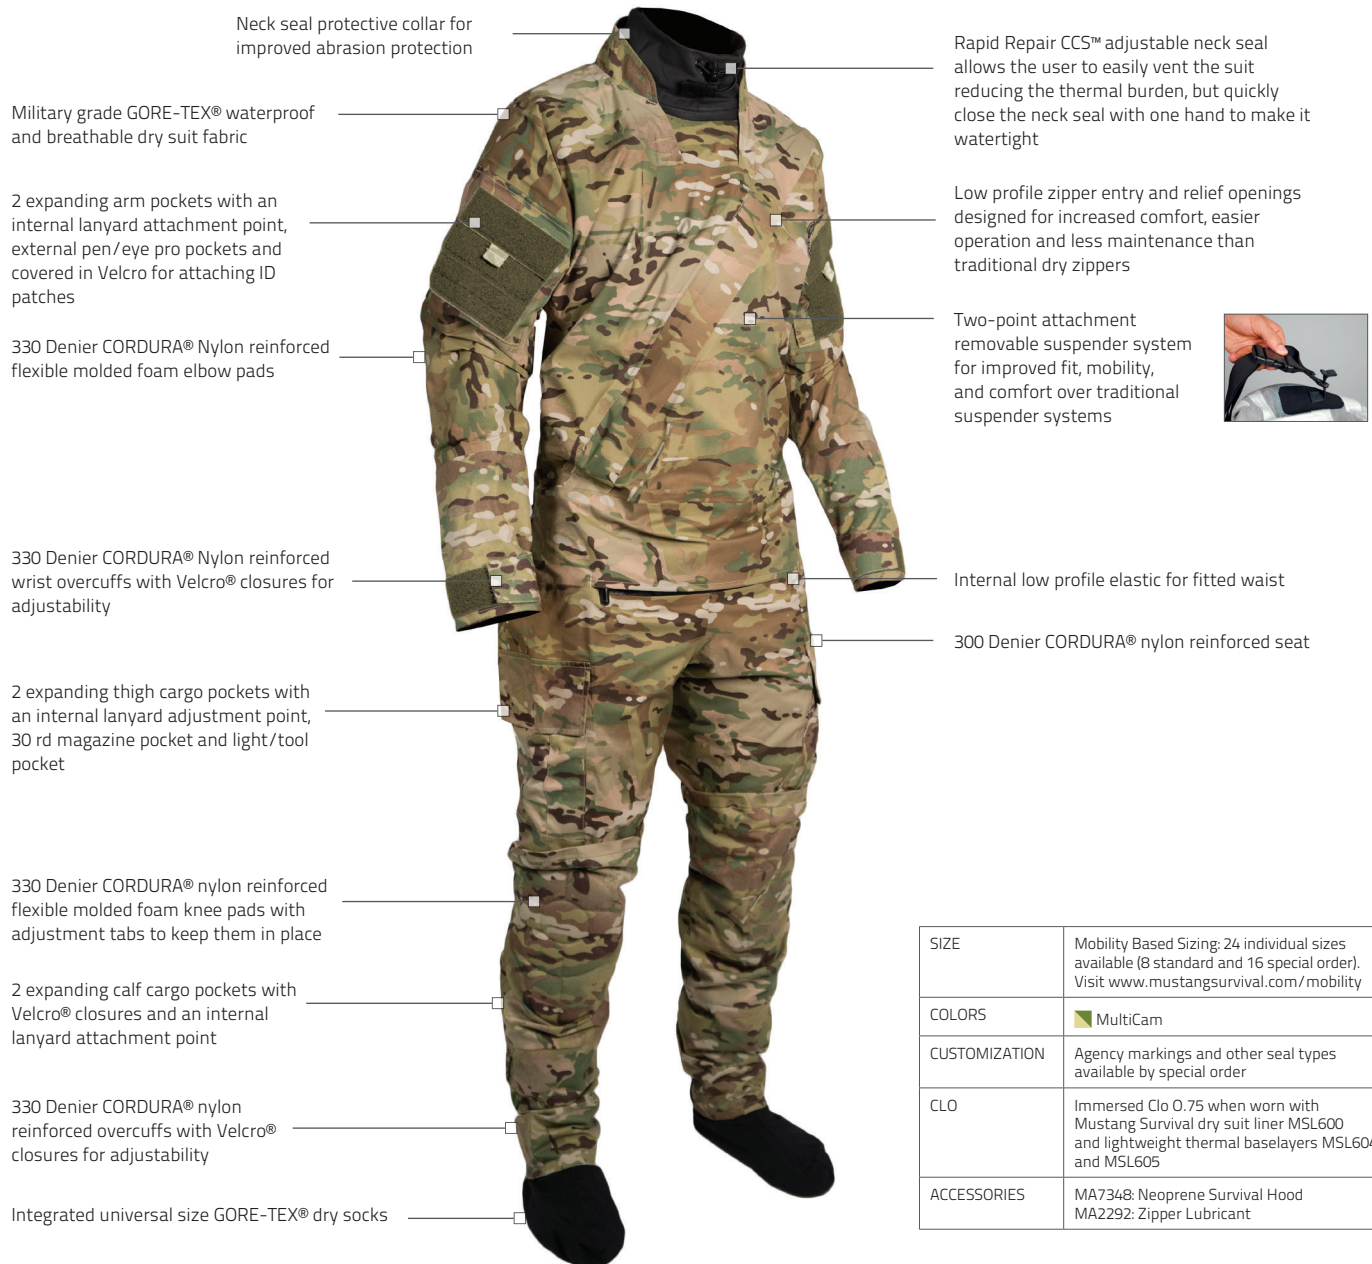 Neck seal protective collar for
improved abrasion protection
Military grade GORE-TEX® waterproof
and breathable dry suit fabric
2 expanding arm pockets with an
internal lanyard attachment point,
external pen/eye pro pockets and
covered in Velcro for attaching ID
patches
330 Denier CORDURA® Nylon reinforced
flexible molded foam elbow pads
330 Denier CORDURA® Nylon reinforced
wrist overcuffs with Velcro® closures for
adjustability
2 expanding thigh cargo pockets with
an internal lanyard adjustment point,
30 rd magazine pocket and light/tool
pocket
330 Denier CORDURA® nylon reinforced
flexible molded foam knee pads with
adjustment tabs to keep them in place
2 expanding calf cargo pockets with
Velcro® closures and an internal
lanyard attachment point
330 Denier CORDURA® nylon
reinforced overcuffs with Velcro®
closures for adjustability
Integrated universal size GORE-TEX® dry socks
Rapid Repair CCS™ adjustable neck seal
allows the user to easily vent the suit
reducing the thermal burden, but quickly
close the neck seal with one hand to make it
watertight
Low profile zipper entry and relief openings
designed for increased comfort, easier
operation and less maintenance than
traditional dry zippers
Two-point attachment
removable suspender system
for improved fit, mobility,
and comfort over traditional
suspender systems
Internal low profile elastic for fitted waist
300 Denier CORDURA® nylon reinforced seat
SIZE
Mobility Based Sizing: 24 individual sizes
available (8 standard and 16 special order).
Visit www.mustangsurvival.com/mobility
COLORS
MultiCam
CUSTOMIZATION
Agency markings and other seal types
available by special order
CLO
Immersed Clo 0.75 when worn with
Mustang Survival dry suit liner MSL600
and lightweight thermal baselayers MSL604
and MSL605
ACCESSORIES
MA7348: Neoprene Survival Hood
MA2292: Zipper Lubricant